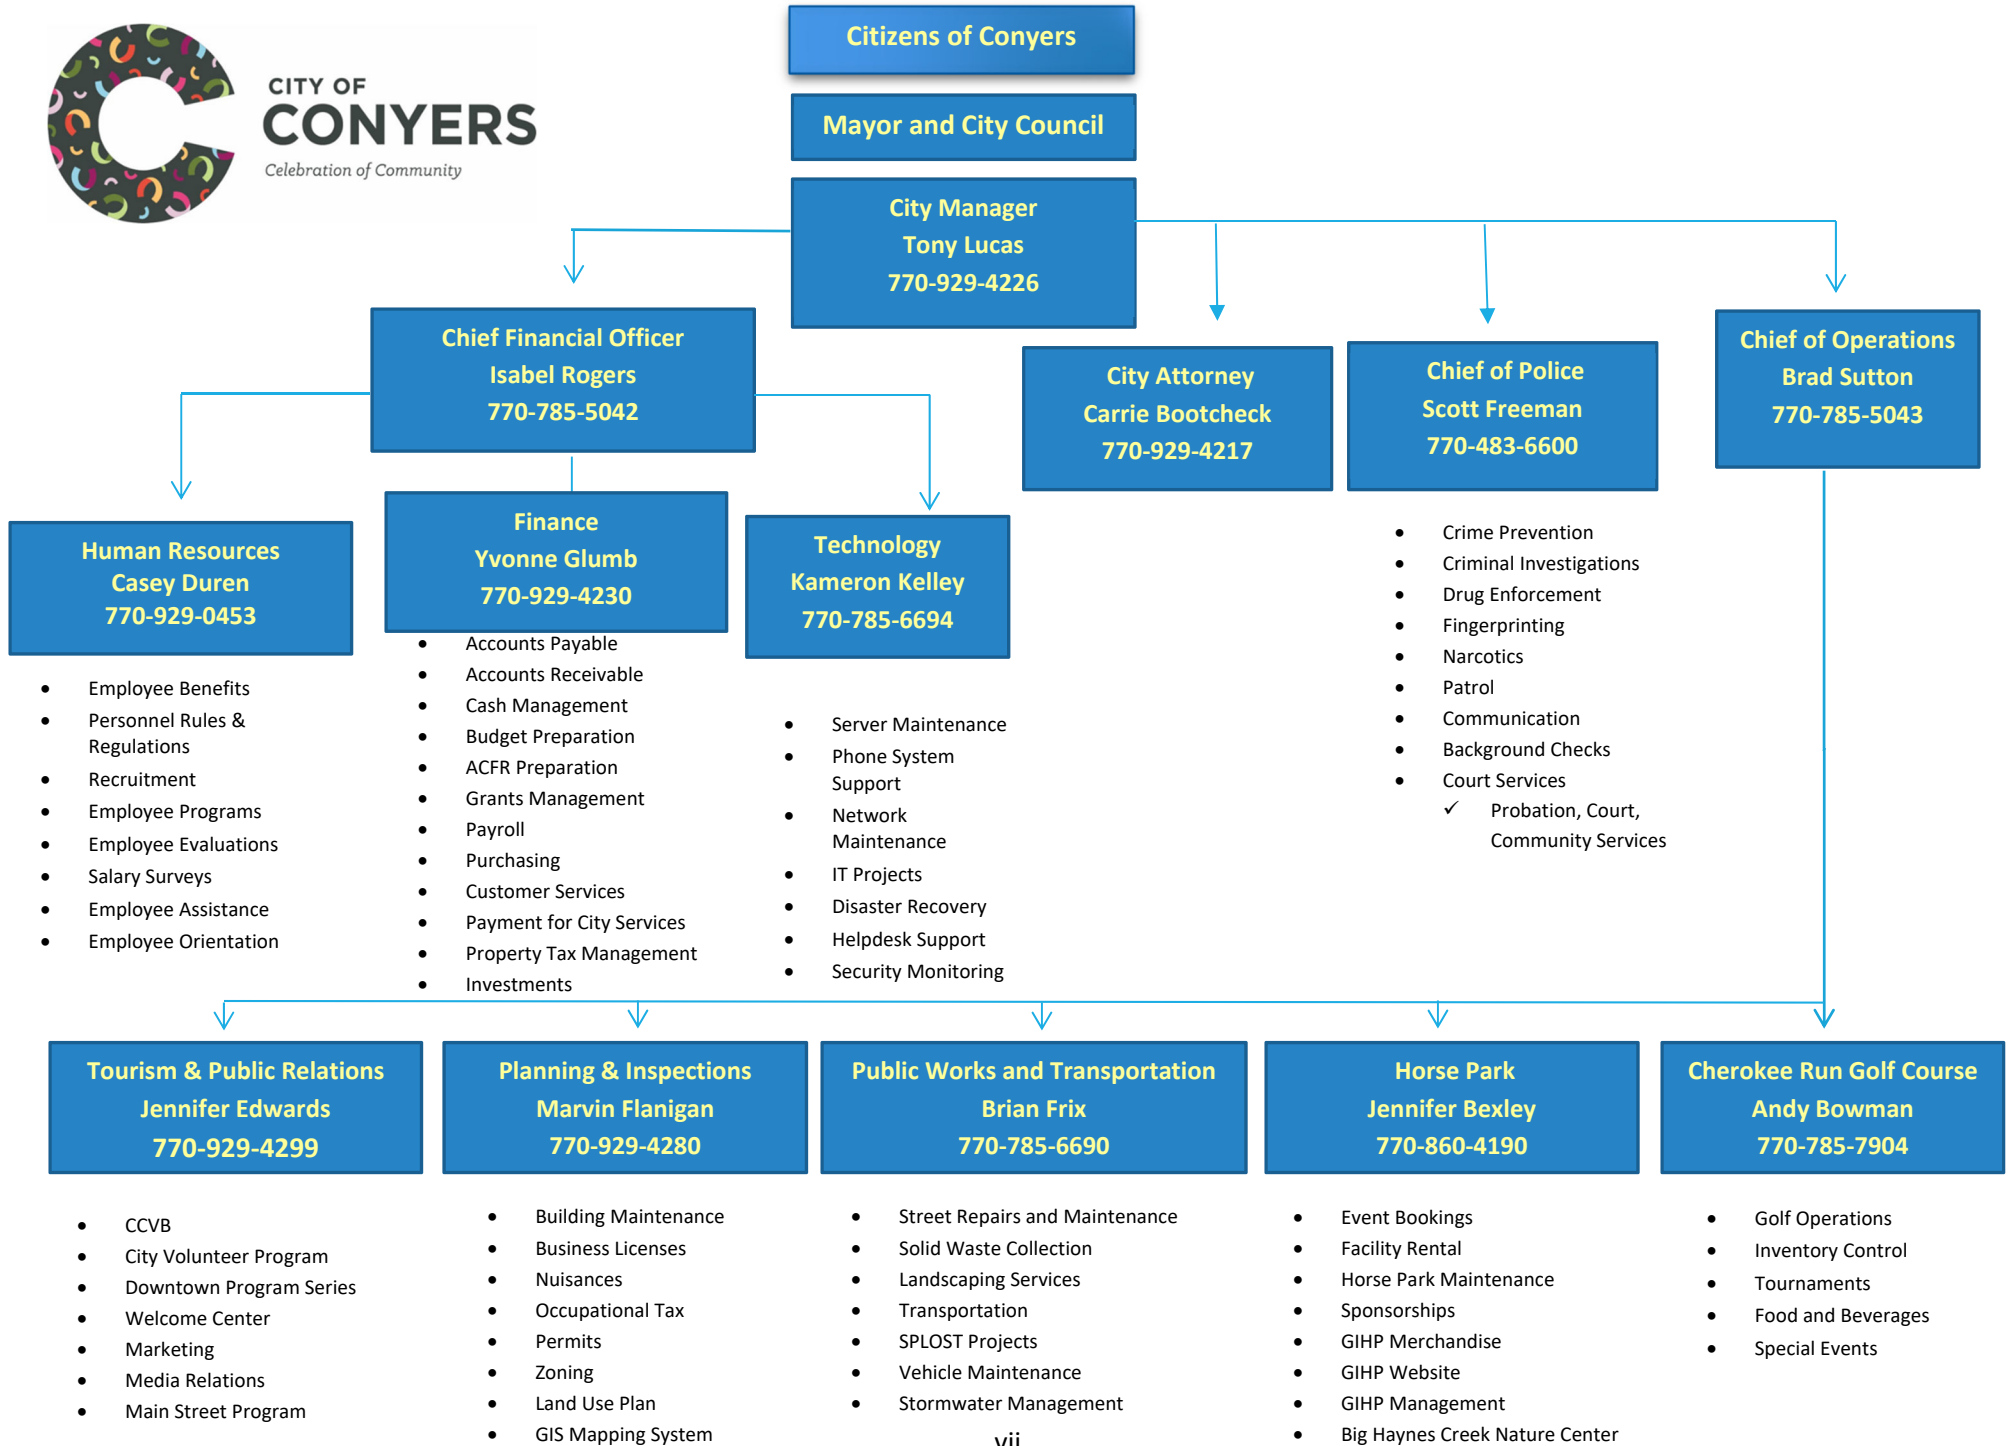 CITY OF
CONYERS
Celebration of Community
Citizens of Conyers
Mayor and City Council
City Manager
Tony Lucas
770-929-4226
Chief Financial Officer
Isabel Rogers
770-785-5042
City Attorney
Carrie Bootcheck
770-929-4217
Chief of Police
Scott Freeman
770-483-6600
Chief of Operations
Brad Sutton
770-785-5043
Human Resources
Casey Duren
770-929-0453
• Employee Benefits
• Personnel Rules &
Regulations
• Recruitment
• Employee Programs
• Employee Evaluations
• Salary Surveys
• Employee Assistance
• Employee Orientation
Finance
Yvonne Glumb
770-929-4230
• Accounts Payable
• Accounts Receivable
• Cash Management
• Budget Preparation
• ACFR Preparation
• Grants Management
• Payroll
• Purchasing
• Customer Services
• Payment for City Services
• Property Tax Management
• Investments
Technology
Kameron Kelley
770-785-6694
• Server Maintenance
• Phone System
Support
• Network
Maintenance
• IT Projects
• Disaster Recovery
• Helpdesk Support
• Security Monitoring
• Crime Prevention
• Criminal Investigations
• Drug Enforcement
• Fingerprinting
• Narcotics
• Patrol
• Communication
• Background Checks
• Court Services
✓ Probation, Court,
Community Services
Tourism & Public Relations
Jennifer Edwards
770-929-4299
• CCVB
• City Volunteer Program
• Downtown Program Series
• Welcome Center
• Marketing
• Media Relations
• Main Street Program
Planning & Inspections
Marvin Flanigan
770-929-4280
• Building Maintenance
• Business Licenses
• Nuisances
• Occupational Tax
• Permits
• Zoning
• Land Use Plan
• GIS Mapping System
Public Works and Transportation
Brian Frix
770-785-6690
• Street Repairs and Maintenance
• Solid Waste Collection
• Landscaping Services
• Transportation
• SPLOST Projects
• Vehicle Maintenance
• Stormwater Management
Horse Park
Jennifer Bexley
770-860-4190
• Event Bookings
• Facility Rental
• Horse Park Maintenance
• Sponsorships
• GIHP Merchandise
• GIHP Website
• GIHP Management
• Big Haynes Creek Nature Center
Cherokee Run Golf Course
Andy Bowman
770-785-7904
• Golf Operations
• Inventory Control
• Tournaments
• Food and Beverages
• Special Events
vii